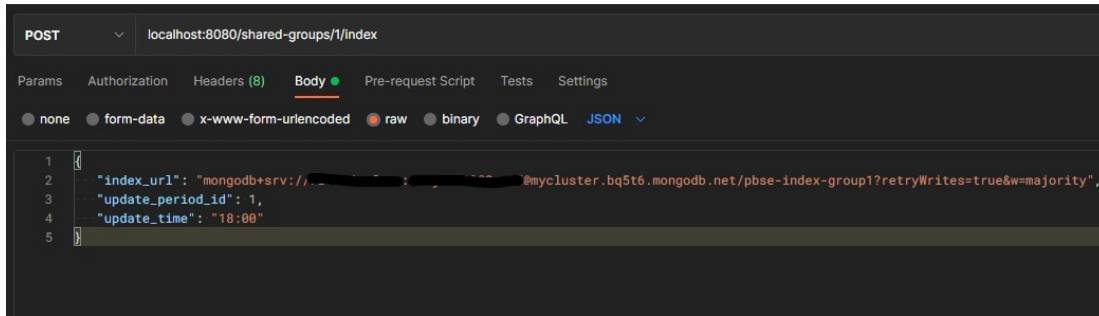 POST localhost:8080/shared-groups/1/index
Params Authorization Headers (8) Body Pre-request Script Tests Settings
none form-data x-www-form-urlencoded raw binary GraphQL JSON
1 {
2 "index_url": "mongodb+srv:// : @mycluster.bq5t6.mongodb.net/pbse-index-group1?retryWrites=true&w=majority",
3 "update_period_id": 1,
4 "update_time": "18:00"
5 }